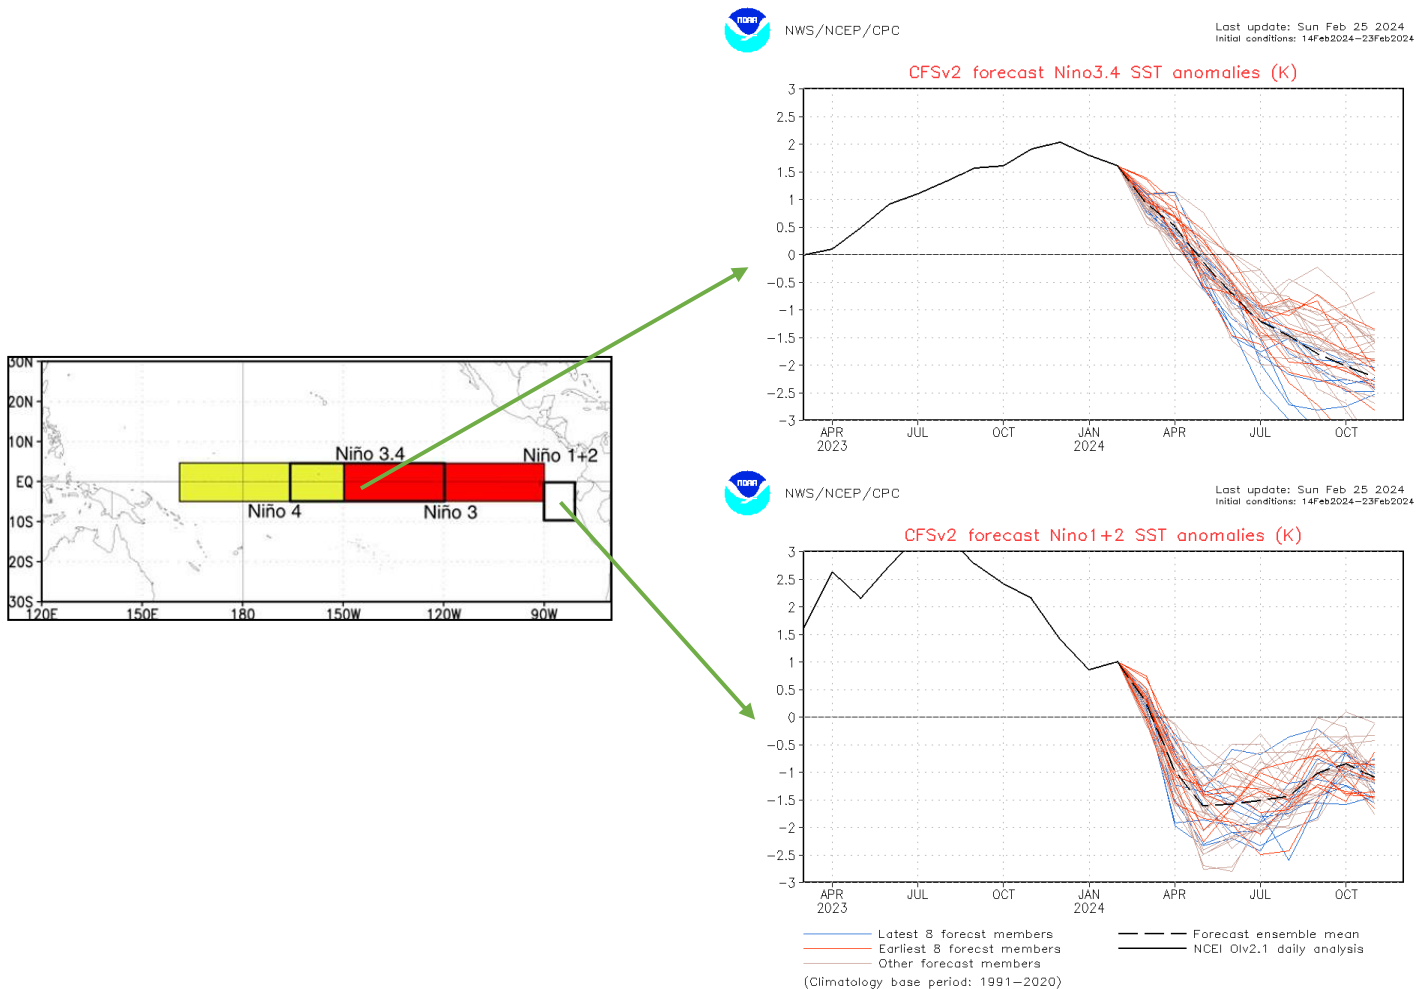 NOAA
NWS/NCEP/CPC
Last update: Sun Feb 25 2024
Initial conditions: 14Feb2024-23Feb2024
CFSv2 forecast Nino3.4 SST anomalies (K)
3
2.5
2
1.5
1
0.5
0
-0.5
-1
-1.5
-2
-2.5
-3
APR JUL OCT JAN APR JUL OCT
2023 2024
30N
20N
10N
EQ
10S
20S
30S
120E 150E 180 150W 120W 90W
Niño 3.4
Niño 1+2
Niño 4
Niño 3
NOAA
NWS/NCEP/CPC
Last update: Sun Feb 25 2024
Initial conditions: 14Feb2024-23Feb2024
CFSv2 forecast Nino1+2 SST anomalies (K)
3
2.5
2
1.5
1
0.5
0
-0.5
-1
-1.5
-2
-2.5
-3
APR JUL OCT JAN APR JUL OCT
2023 2024
Latest 8 forecst members
Earliest 8 forecst members
Other forecast members
Forecast ensemble mean
NCEI OIv2.1 daily analysis
(Climatology base period: 1991-2020)